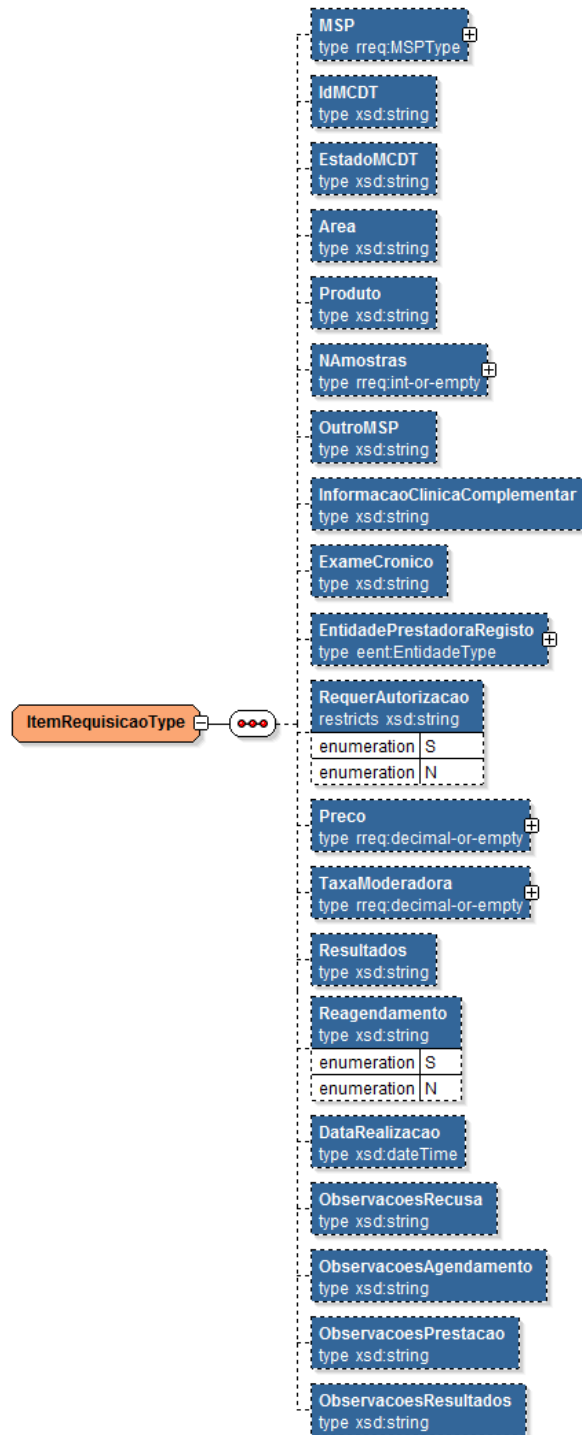 MSP
type rreq:MSPType
IdMCDT
type xsd:string
EstadoMCDT
type xsd:string
Area
type xsd:string
Produto
type xsd:string
NAmostras
type rreq:int-or-empty
OutroMSP
type xsd:string
InformacaoClinicaComplementar
type xsd:string
ExameCronico
type xsd:string
EntidadePrestadoraRegisto
type eent:EntidadeType
ItemRequisicaoType
RequerAutorizacao
restricts xsd:string
enumeration S
enumeration N
Preco
type rreq:decimal-or-empty
TaxaModeradora
type rreq:decimal-or-empty
Resultados
type xsd:string
Reagendamento
type xsd:string
enumeration S
enumeration N
DataRealizacao
type xsd:dateTime
ObservacoesRecusa
type xsd:string
ObservacoesAgendamento
type xsd:string
ObservacoesPrestacao
type xsd:string
ObservacoesResultados
type xsd:string